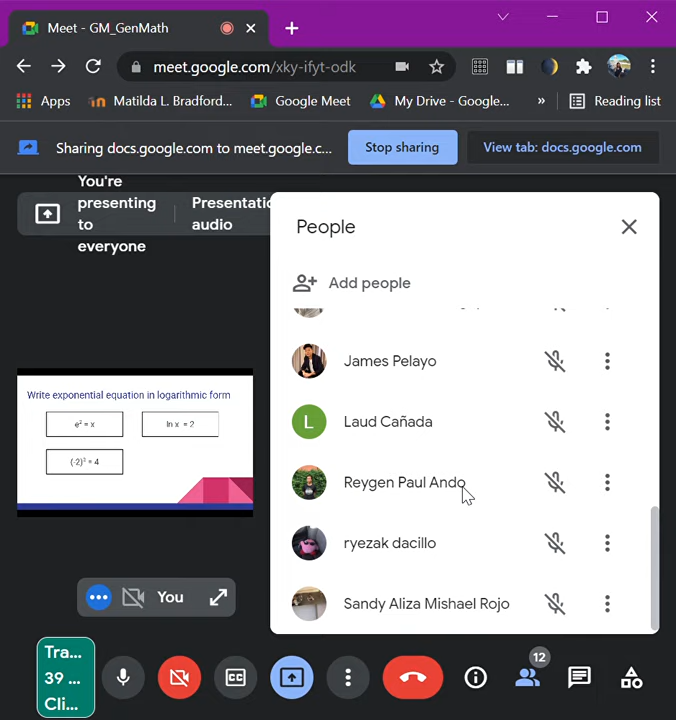 Meet - GM_GenMath
meet.google.com/xky-ifyt-odk
Apps
in Matilda L. Bradford...
Google Meet
My Drive - Google...
»
Reading list
Sharing docs.google.com to meet.google.c...
Stop sharing
View tab: docs.google.com
You're
presenting
to
everyone
Presentatio
audio
People
Add people
James Pelayo
L
Laud Cañada
Reygen Paul Ando
ryezak dacillo
Sandy Aliza Mishael Rojo
Write exponential equation in logarithmic form
e² = x
ln x = 2
You
Tra...
39 ...
Cli...
CC
12